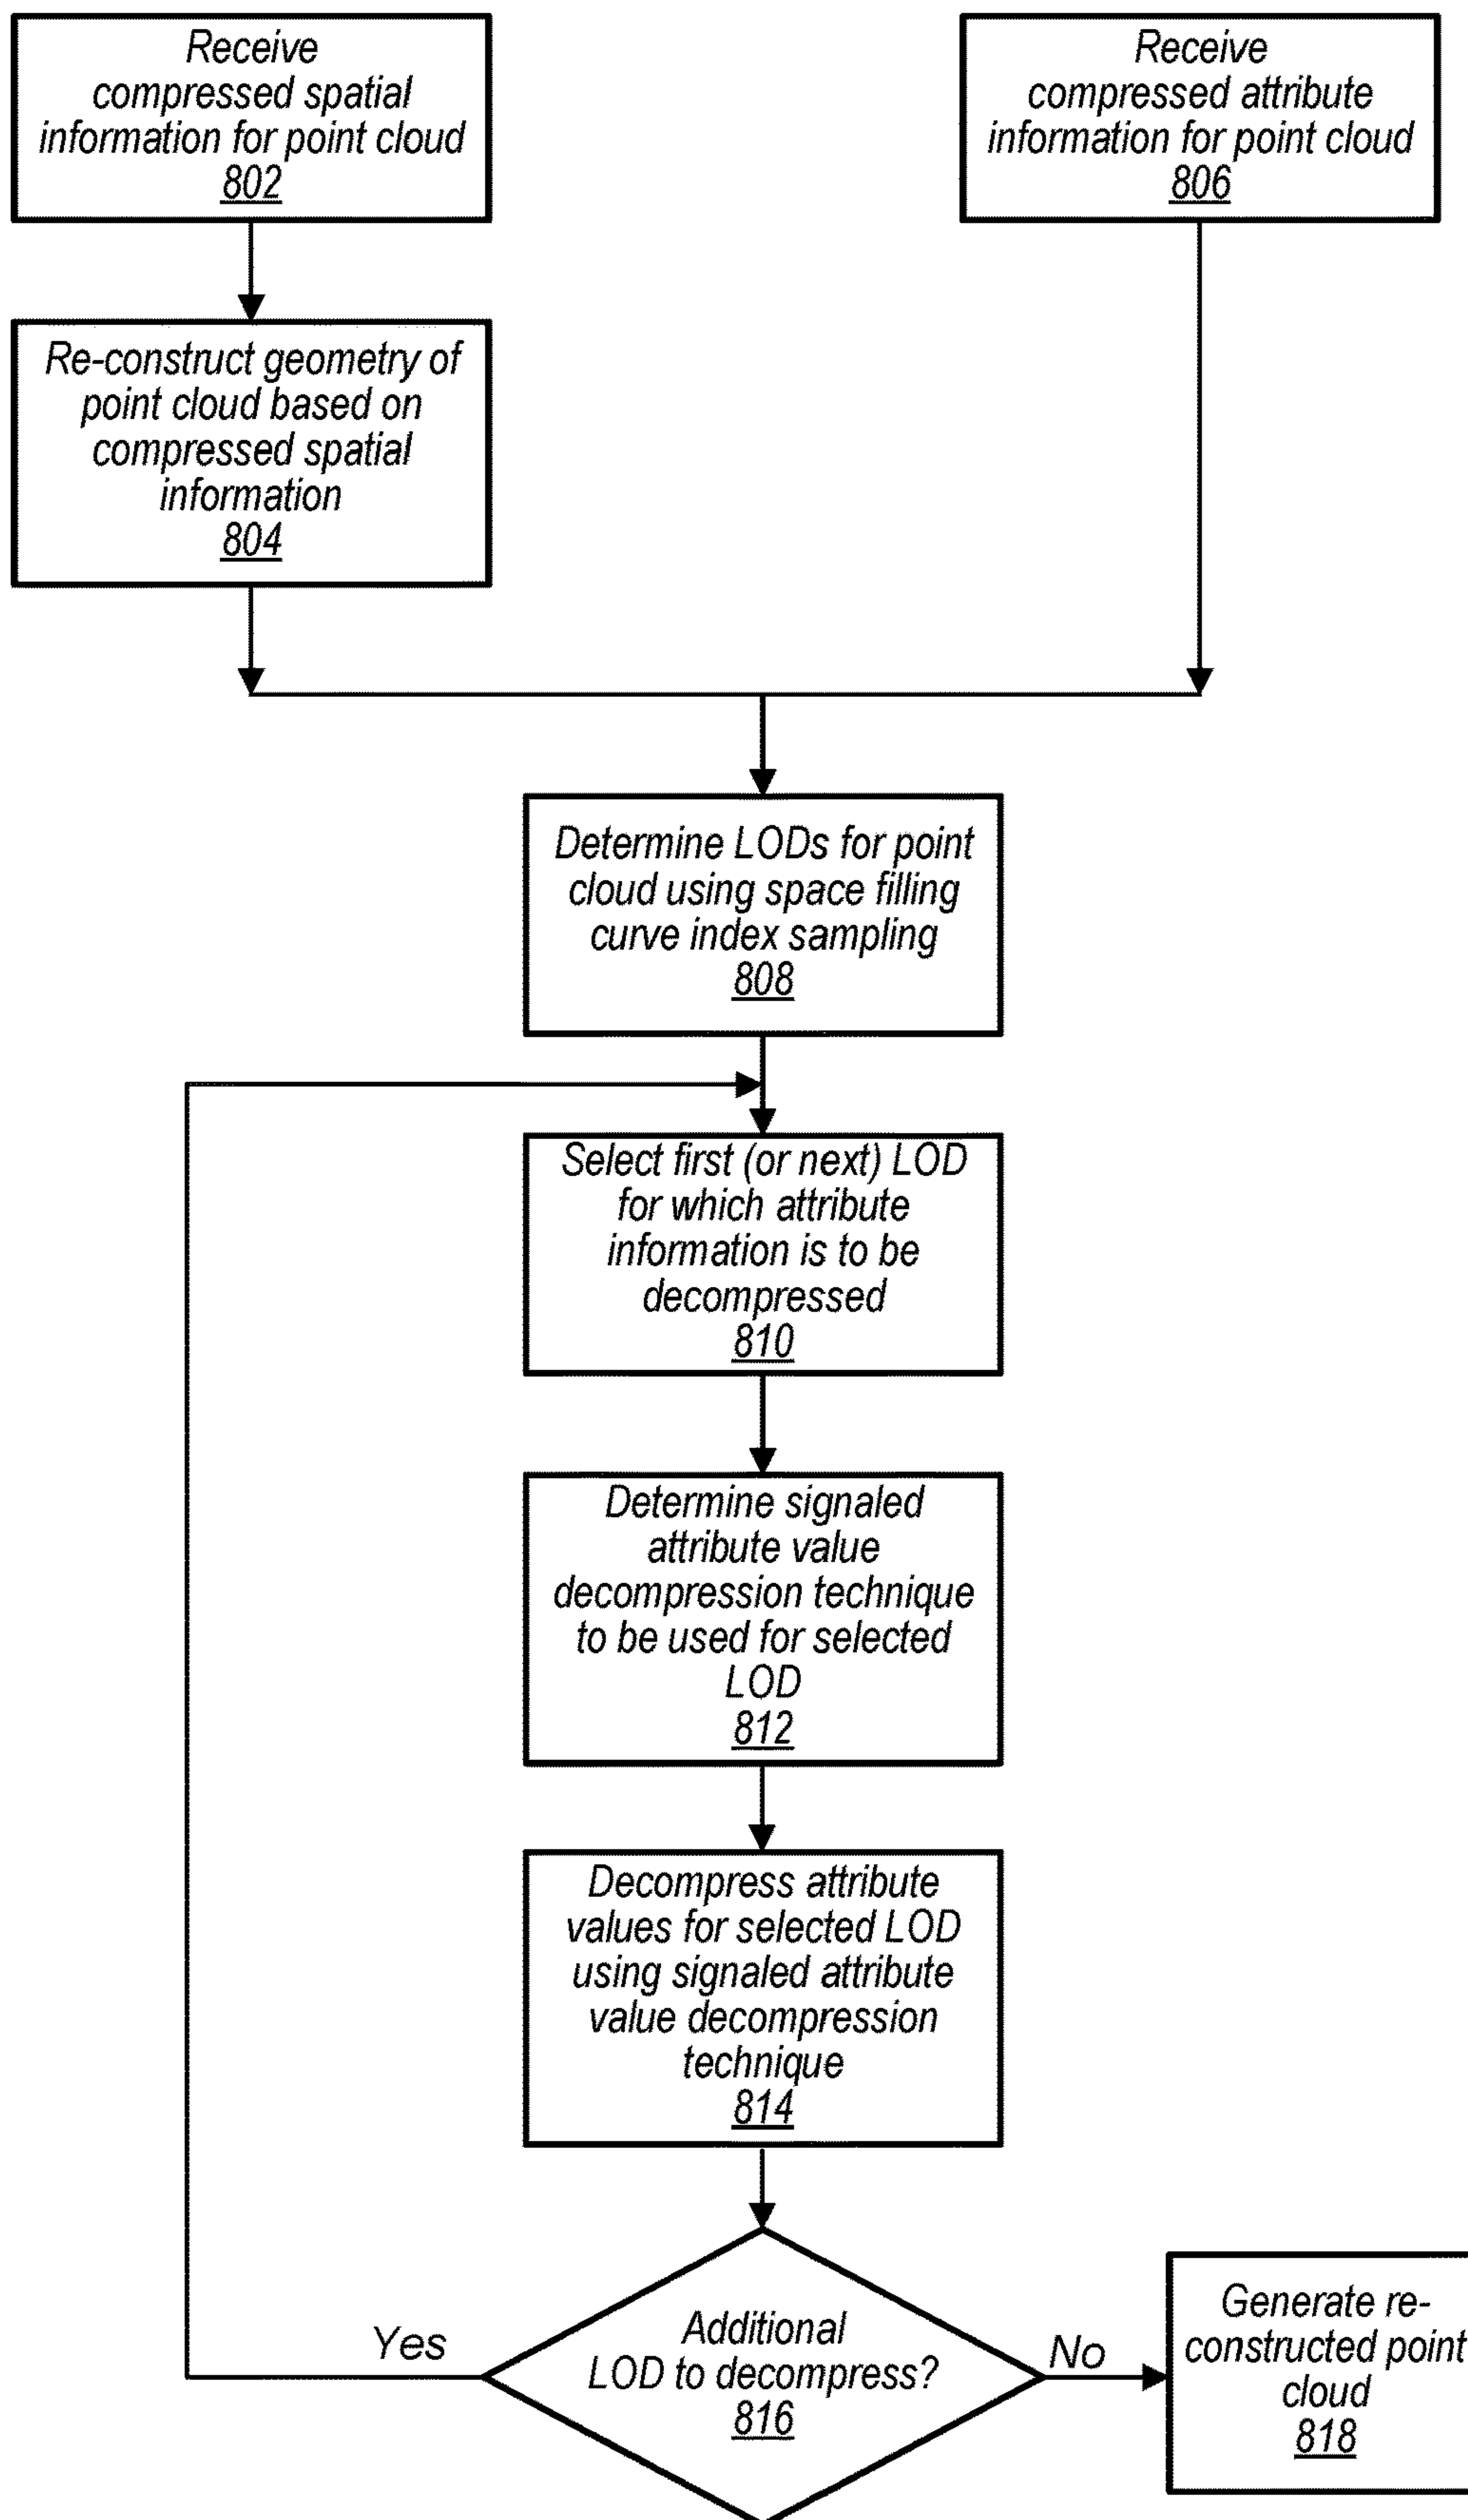 Receive
compressed spatial
information for point cloud
802
Receive
compressed attribute
information for point cloud
806
Re-construct geometry of
point cloud based on
compressed spatial
information
804
Determine LODs for point
cloud using space filling
curve index sampling
808
Select first (or next) LOD
for which attribute
information is to be
decompressed
810
Determine signaled
attribute value
decompression technique
to be used for selected
LOD
812
Decompress attribute
values for selected LOD
using signaled attribute
value decompression
technique
814
Yes
Additional
LOD to decompress?
816
No
Generate re-
constructed point
cloud
818